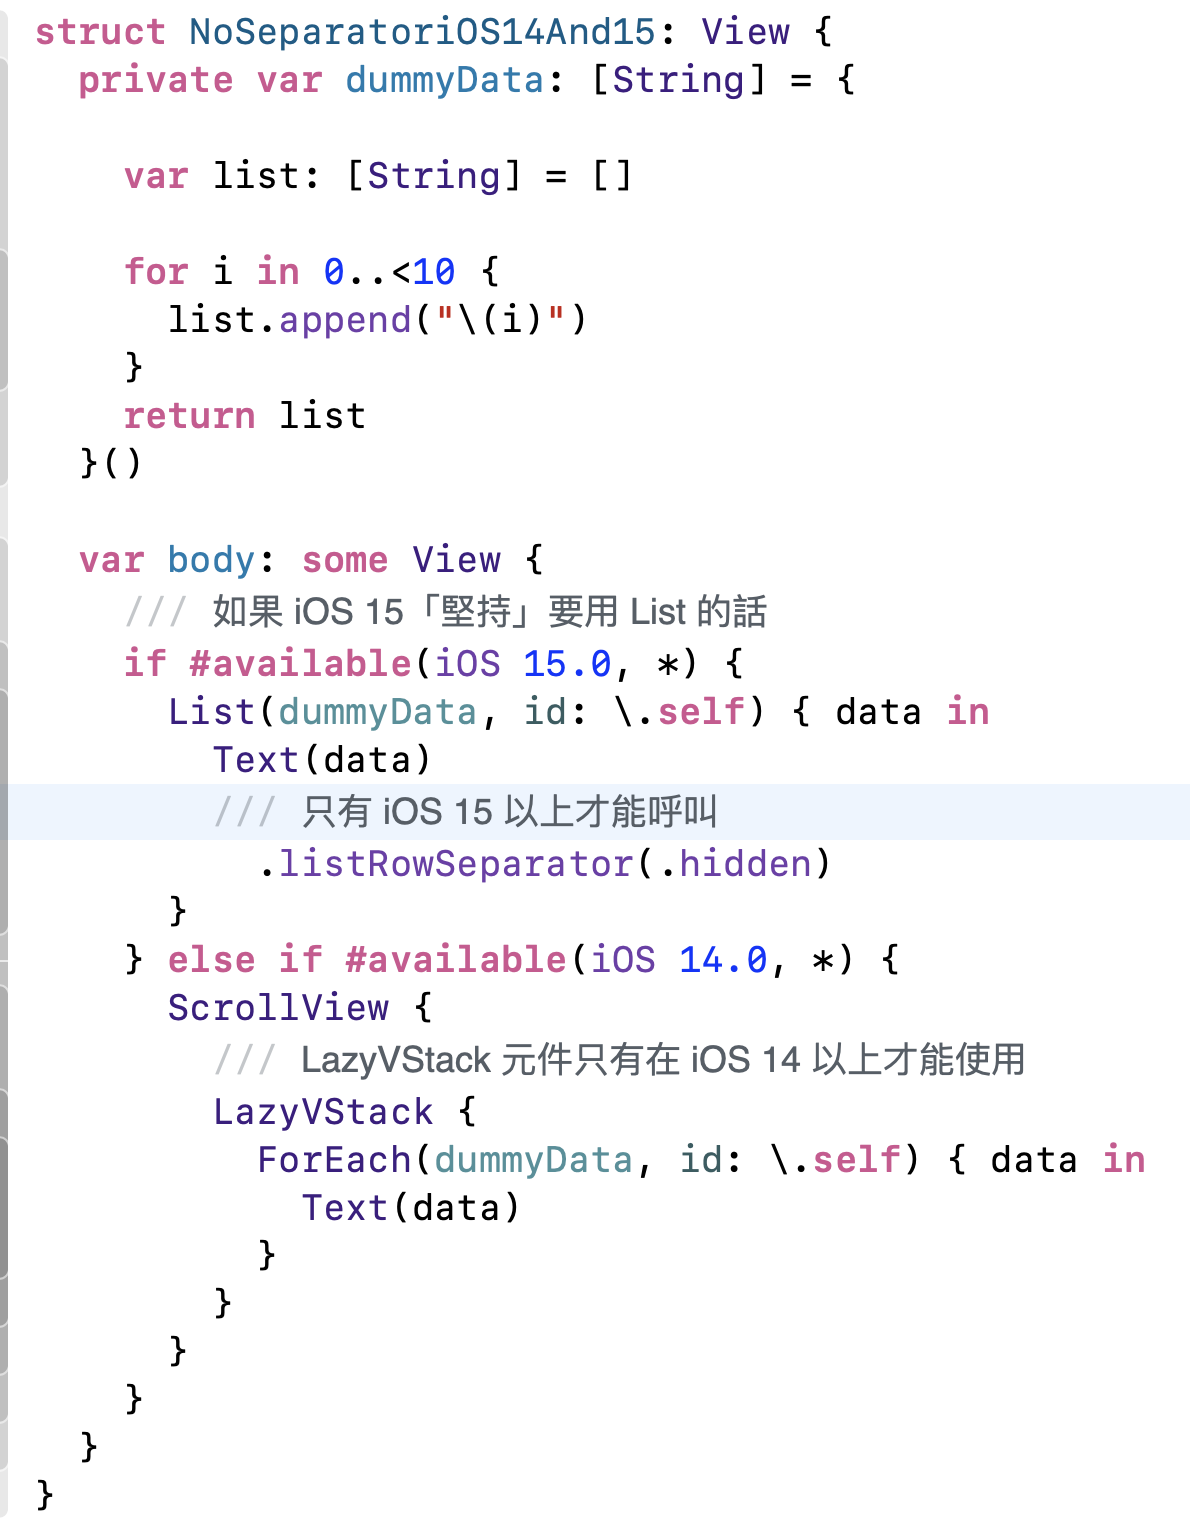 struct NoSeparatoriOS14And15: View {
  private var dummyData: [String] = {

    var list: [String] = []

    for i in 0..<10 {
      list.append("\(i)")
    }
    return list
  }()

  var body: some View {
    /// 如果 iOS 15「堅持」要用 List 的話
    if #available(iOS 15.0, *) {
      List(dummyData, id: \.self) { data in
        Text(data)
        /// 只有 iOS 15 以上才能呼叫
          .listRowSeparator(.hidden)
      }
    } else if #available(iOS 14.0, *) {
      ScrollView {
        /// LazyVStack 元件只有在 iOS 14 以上才能使用
        LazyVStack {
          ForEach(dummyData, id: \.self) { data in
            Text(data)
          }
        }
      }
    }
  }
}